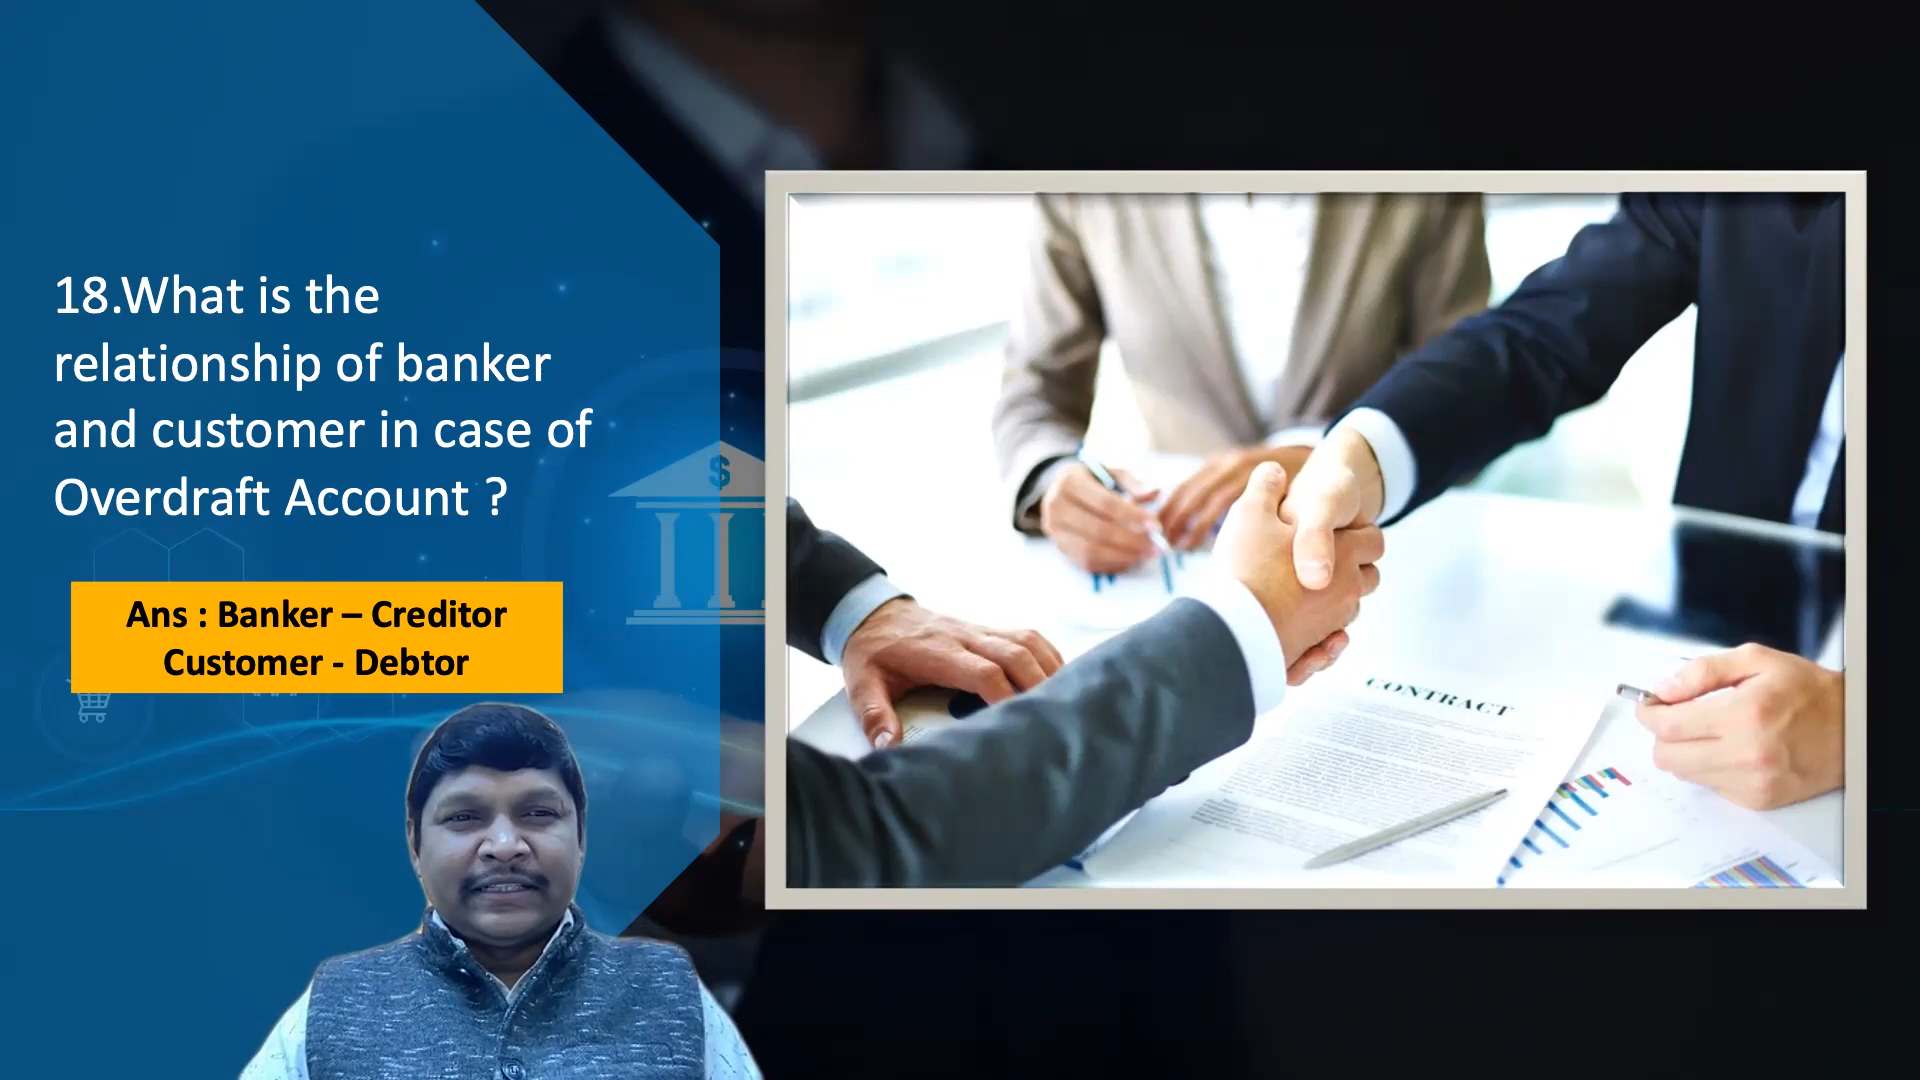 18.What is the
relationship of banker
and customer in case of
Overdraft Account ?
Ans : Banker – Creditor
Customer - Debtor
$
CONTRACT